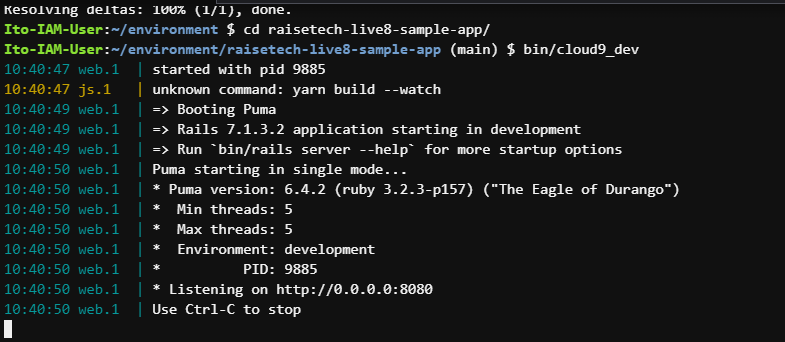 Resolving deltas: 100% (1/1), done.
Ito-IAM-User:~/environment $ cd raisetech-live8-sample-app/
Ito-IAM-User:~/environment/raisetech-live8-sample-app (main) $ bin/cloud9_dev
10:40:47 web.1  | started with pid 9885
10:40:47 js.1   | unknown command: yarn build --watch
10:40:49 web.1  | => Booting Puma
10:40:49 web.1  | => Rails 7.1.3.2 application starting in development
10:40:49 web.1  | => Run `bin/rails server --help` for more startup options
10:40:50 web.1  | Puma starting in single mode...
10:40:50 web.1  | * Puma version: 6.4.2 (ruby 3.2.3-p157) ("The Eagle of Durango")
10:40:50 web.1  | *  Min threads: 5
10:40:50 web.1  | *  Max threads: 5
10:40:50 web.1  | *  Environment: development
10:40:50 web.1  | *          PID: 9885
10:40:50 web.1  | * Listening on http://0.0.0.0:8080
10:40:50 web.1  | Use Ctrl-C to stop